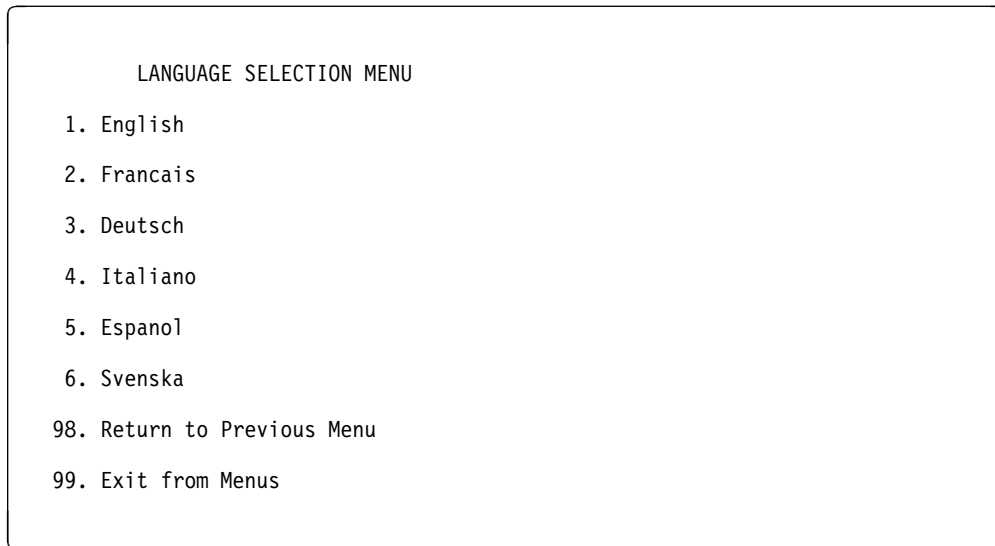 LANGUAGE SELECTION MENU
1. English
2. Francais
3. Deutsch
4. Italiano
5. Espanol
6. Svenska
98. Return to Previous Menu
99. Exit from Menus